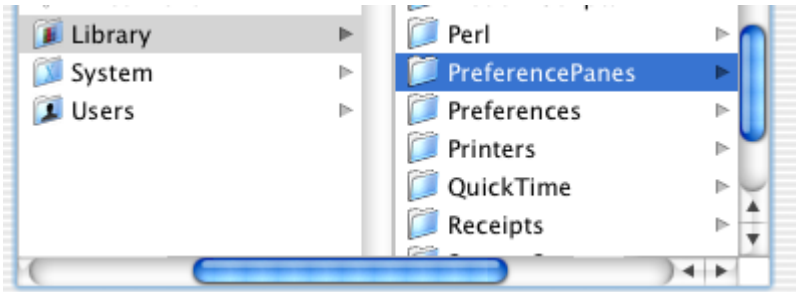 Library
System
Users
Perl
PreferencePanes
Preferences
Printers
QuickTime
Receipts